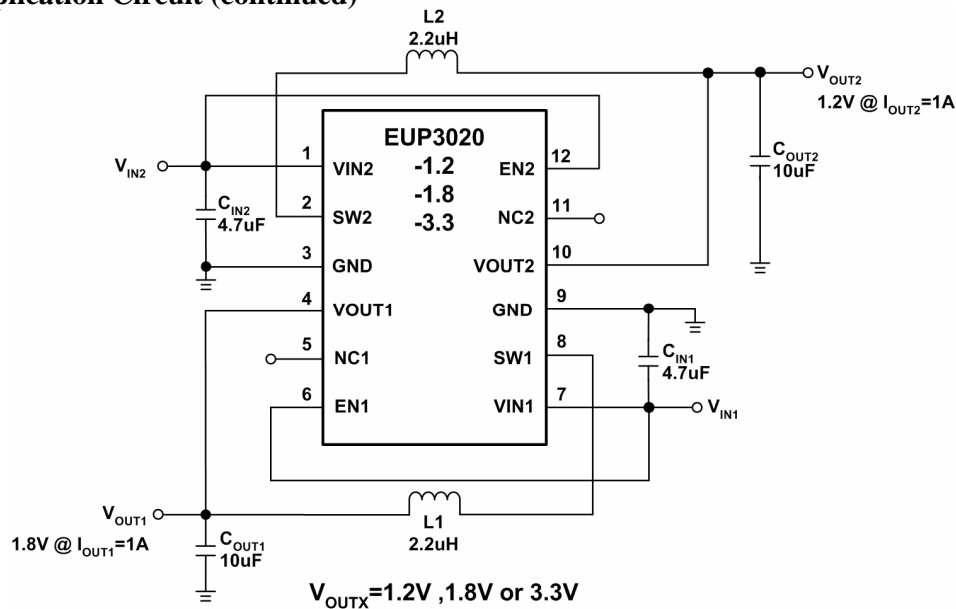 plication Circuit (continued)
L2
2.2uH
VOUT2
1.2V @ IOUT2=1A
COUT2
10uF
EUP3020
-1.2
-1.8
-3.3
VIN2
1
VIN2
2
SW2
3
GND
4
VOUT1
5
NC1
6
EN1
12
EN2
11
NC2
10
VOUT2
9
GND
8
SW1
7
VIN1
CIN2
4.7uF
CIN1
4.7uF
VIN1
VOUT1
1.8V @ IOUT1=1A
COUT1
10uF
L1
2.2uH
VOUTX=1.2V ,1.8V or 3.3V